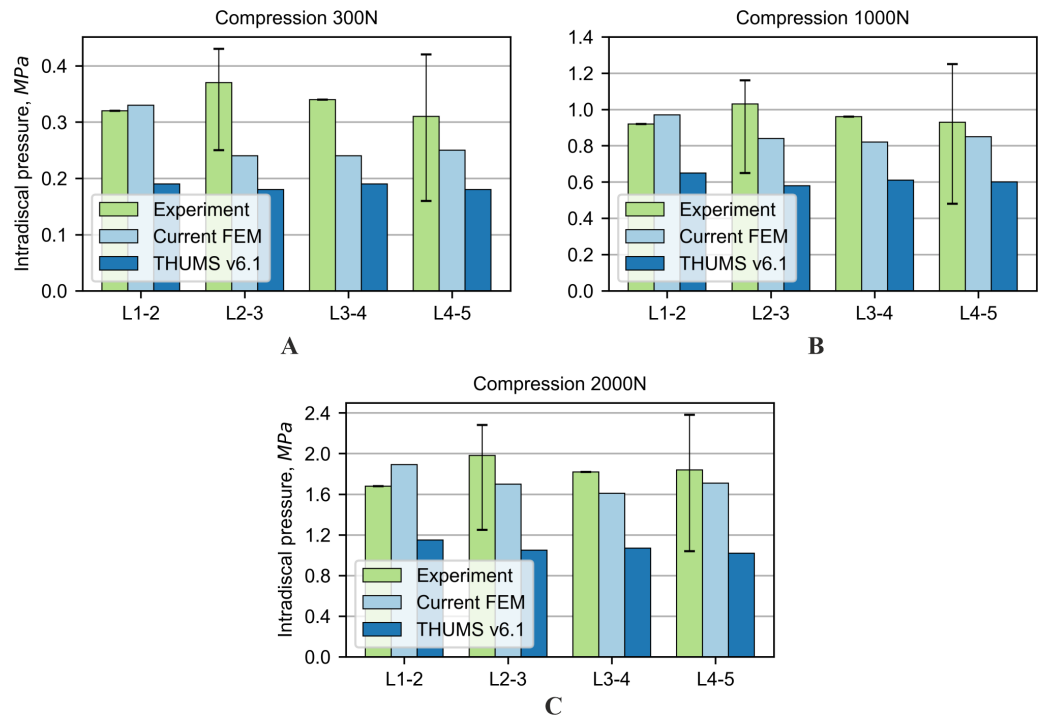 Compression 300N
Intradiscal pressure, MPa
0.4
0.3
0.2
0.1
0.0
Experiment
Current FEM
THUMS v6.1
L1-2 L2-3 L3-4 L4-5
A
Compression 1000N
1.4
1.2
1.0
0.8
0.6
0.4
0.2
0.0
Experiment
Current FEM
THUMS v6.1
L1-2 L2-3 L3-4 L4-5
B
Compression 2000N
Intradiscal pressure, MPa
2.4
2.0
1.6
1.2
0.8
0.4
0.0
Experiment
Current FEM
THUMS v6.1
L1-2 L2-3 L3-4 L4-5
C